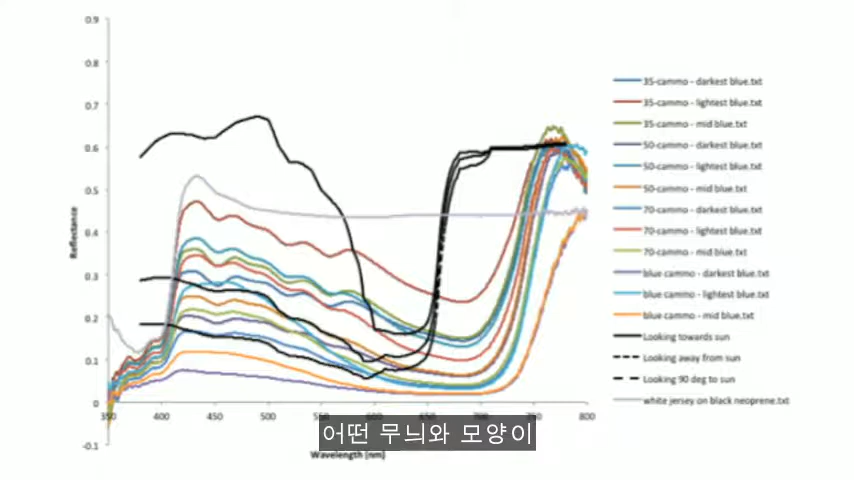 0.9
0.8
0.7
0.6
0.5
0.4
0.3
0.2
0.1
0
-0.1
Reflectance
350 400 450 500 550 600 650 700 750 800
Wavelength (nm)
35-cammo - darkest blue.txt
35-cammo - lightest blue.txt
35-cammo - mid blue.txt
50-cammo - darkest blue.txt
50-cammo - lightest blue.txt
50-cammo - mid blue.txt
70-cammo - darkest blue.txt
70-cammo - lightest blue.txt
70-cammo - mid blue.txt
blue cammo - darkest blue.txt
blue cammo - lightest blue.txt
blue cammo - mid blue.txt
Looking towards sun
Looking away from sun
Looking 90 deg to sun
white jersey on black neoprene.txt
어떤 무늬와 모양이